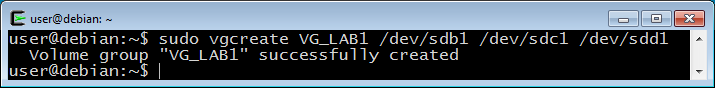 user@debian: ~
user@debian:~$ sudo vgcreate VG_LAB1 /dev/sdb1 /dev/sdc1 /dev/sdd1
  Volume group "VG_LAB1" successfully created
user@debian:~$